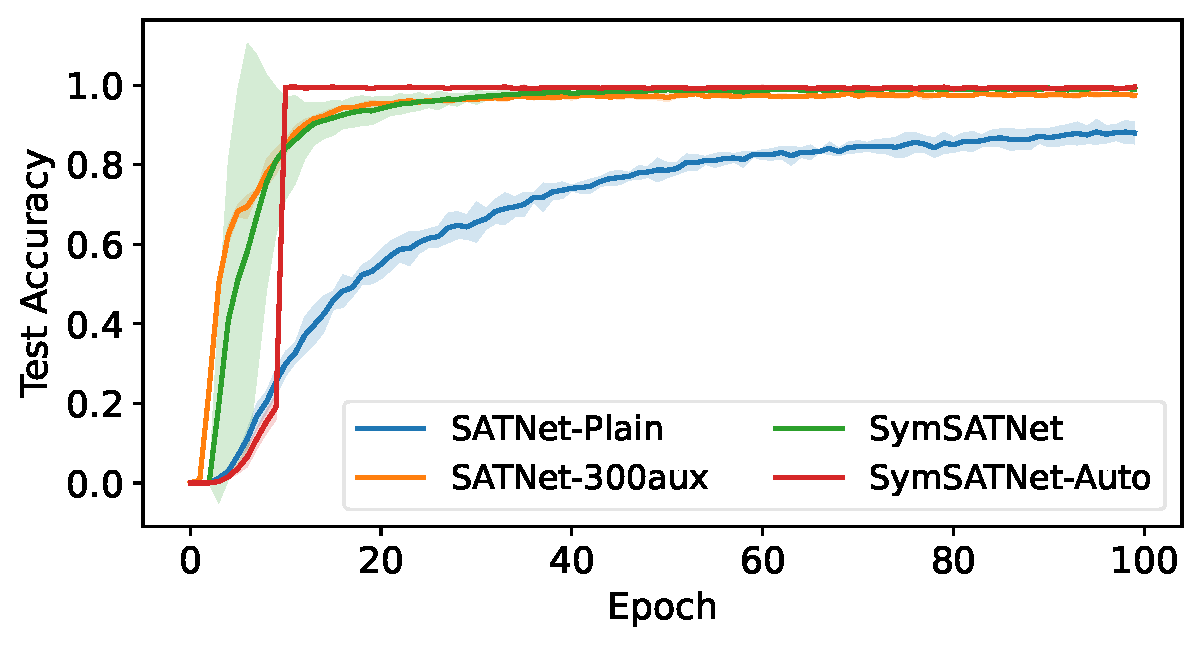 1.0
0.8
0.6
0.4
0.2
0.0
Test Accuracy
SATNet-Plain
SATNet-300aux
SymSATNet
SymSATNet-Auto
0 20 40 60 80 100
Epoch